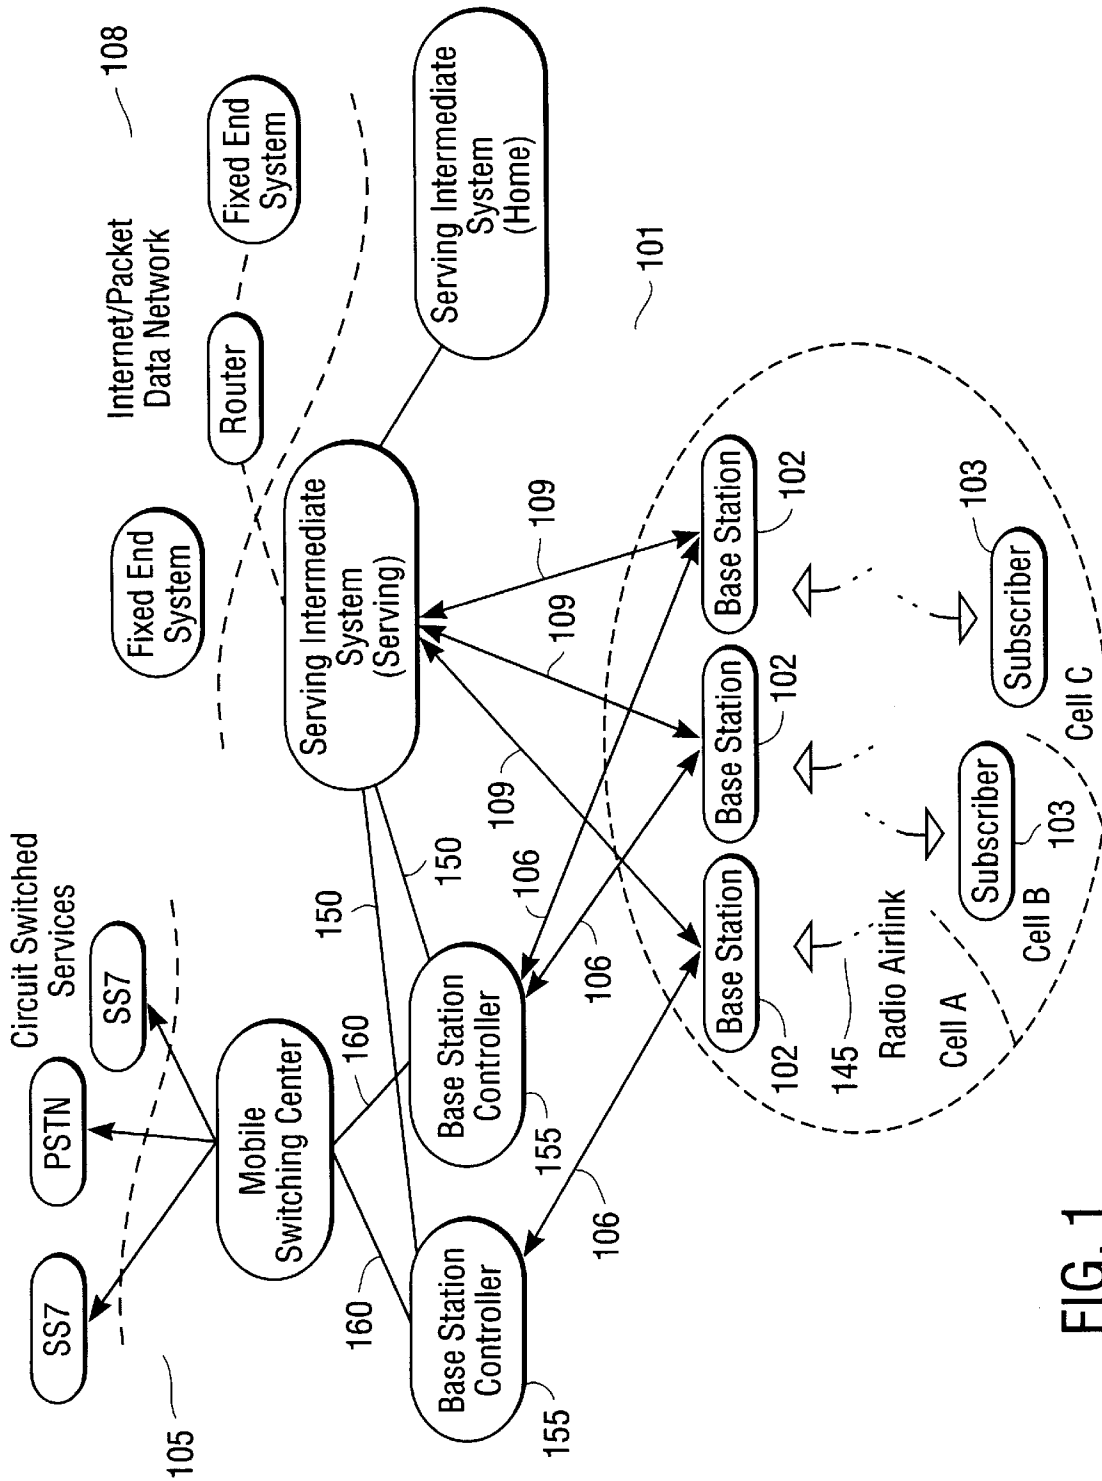 Circuit Switched
Services
SS7
PSTN
SS7
105
Mobile
Switching Center
160
160
Base Station
Controller
155
Base Station
Controller
155
150
150
Internet/Packet
Data Network
108
Fixed End
System
Router
Fixed End
System
Serving Intermediate
System
(Serving)
Serving Intermediate
System
(Home)
109
109
109
106
106
106
101
Base Station
102
Base Station
102
Base Station
102
145
Radio Airlink
Cell A
Subscriber
103
Cell B
Subscriber
103
Cell C
FIG. 1